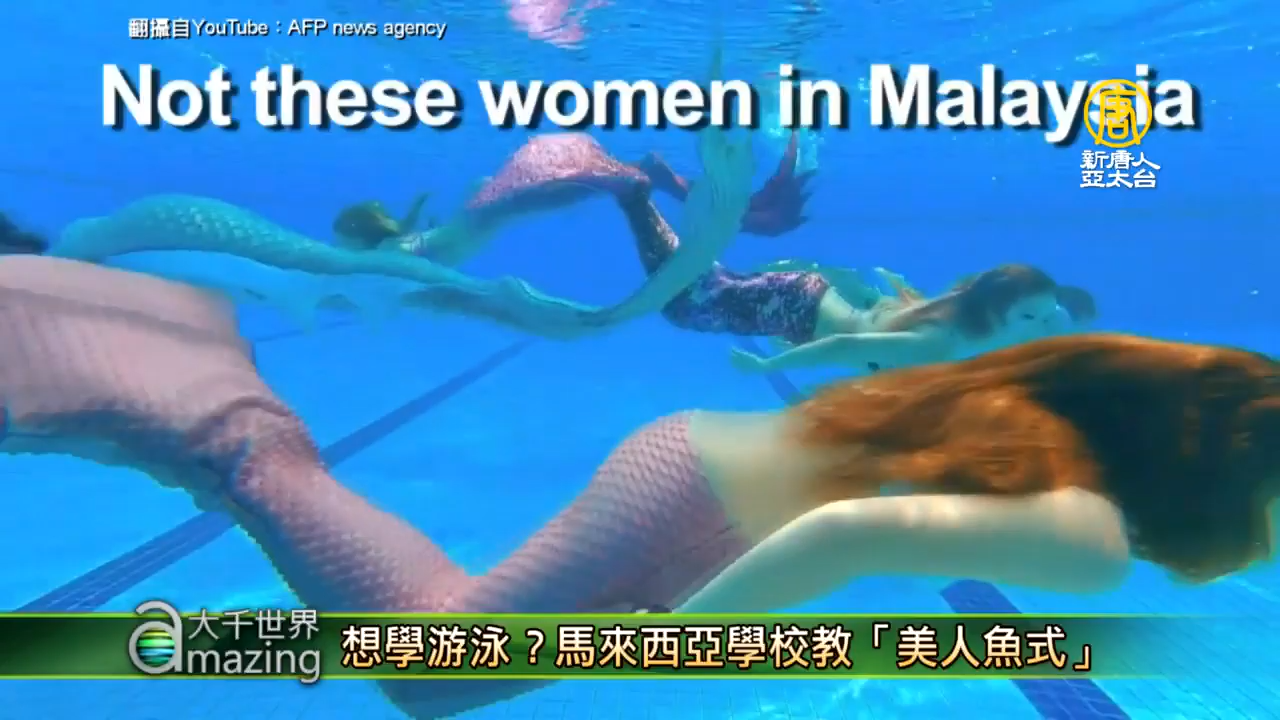 翻攝自YouTube：AFP news agency
Not these women in Malaysia
唐
新唐人
亞太台
大千世界
amazing
想學游泳？馬來西亞學校教「美人魚式」